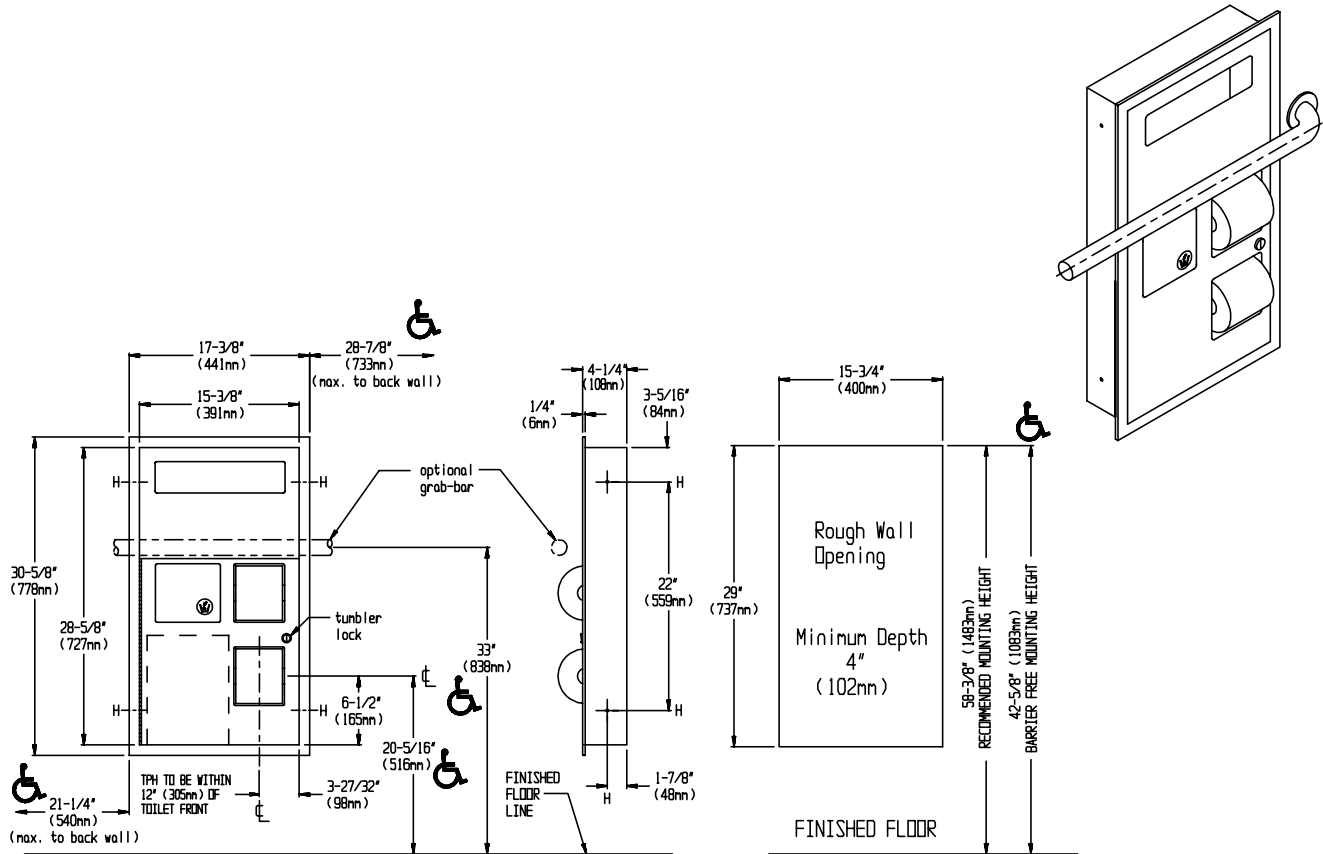 17-3/8"
(441mm)
28-7/8"
(733mm)
(max. to back wall)
15-3/8"
(391mm)
4-1/4"
(108mm)
1/4"
(6mm)
3-5/16"
(84mm)
15-3/4"
(400mm)
H
H
H
optional
grab-bar
30-5/8"
(778mm)
28-5/8"
(727mm)
tumbler
lock
33"
(838mm)
22"
(559mm)
29"
(737mm)
Rough Wall
Opening
Minimum Depth
4"
(102mm)
58-3/8" (1483mm)
RECOMMENDED MOUNTING HEIGHT
42-5/8" (1083mm)
BARRIER FREE MOUNTING HEIGHT
℄
6-1/2"
(165mm)
H
H
H
20-5/16"
(516mm)
TPH TO BE WITHIN
12" (305mm) OF
TOILET FRONT
3-27/32"
(98mm)
℄
21-1/4"
(540mm)
(max. to back wall)
FINISHED
FLOOR
LINE
1-7/8"
(48mm)
H
FINISHED FLOOR